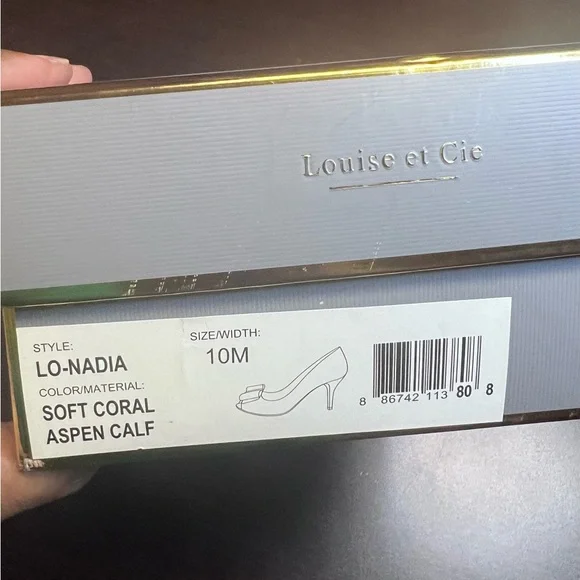 Louise et Cie
STYLE:
LO-NADIA
COLOR/MATERIAL:
SOFT CORAL
ASPEN CALF
SIZE/WIDTH:
10M
8 86742 113 80 8